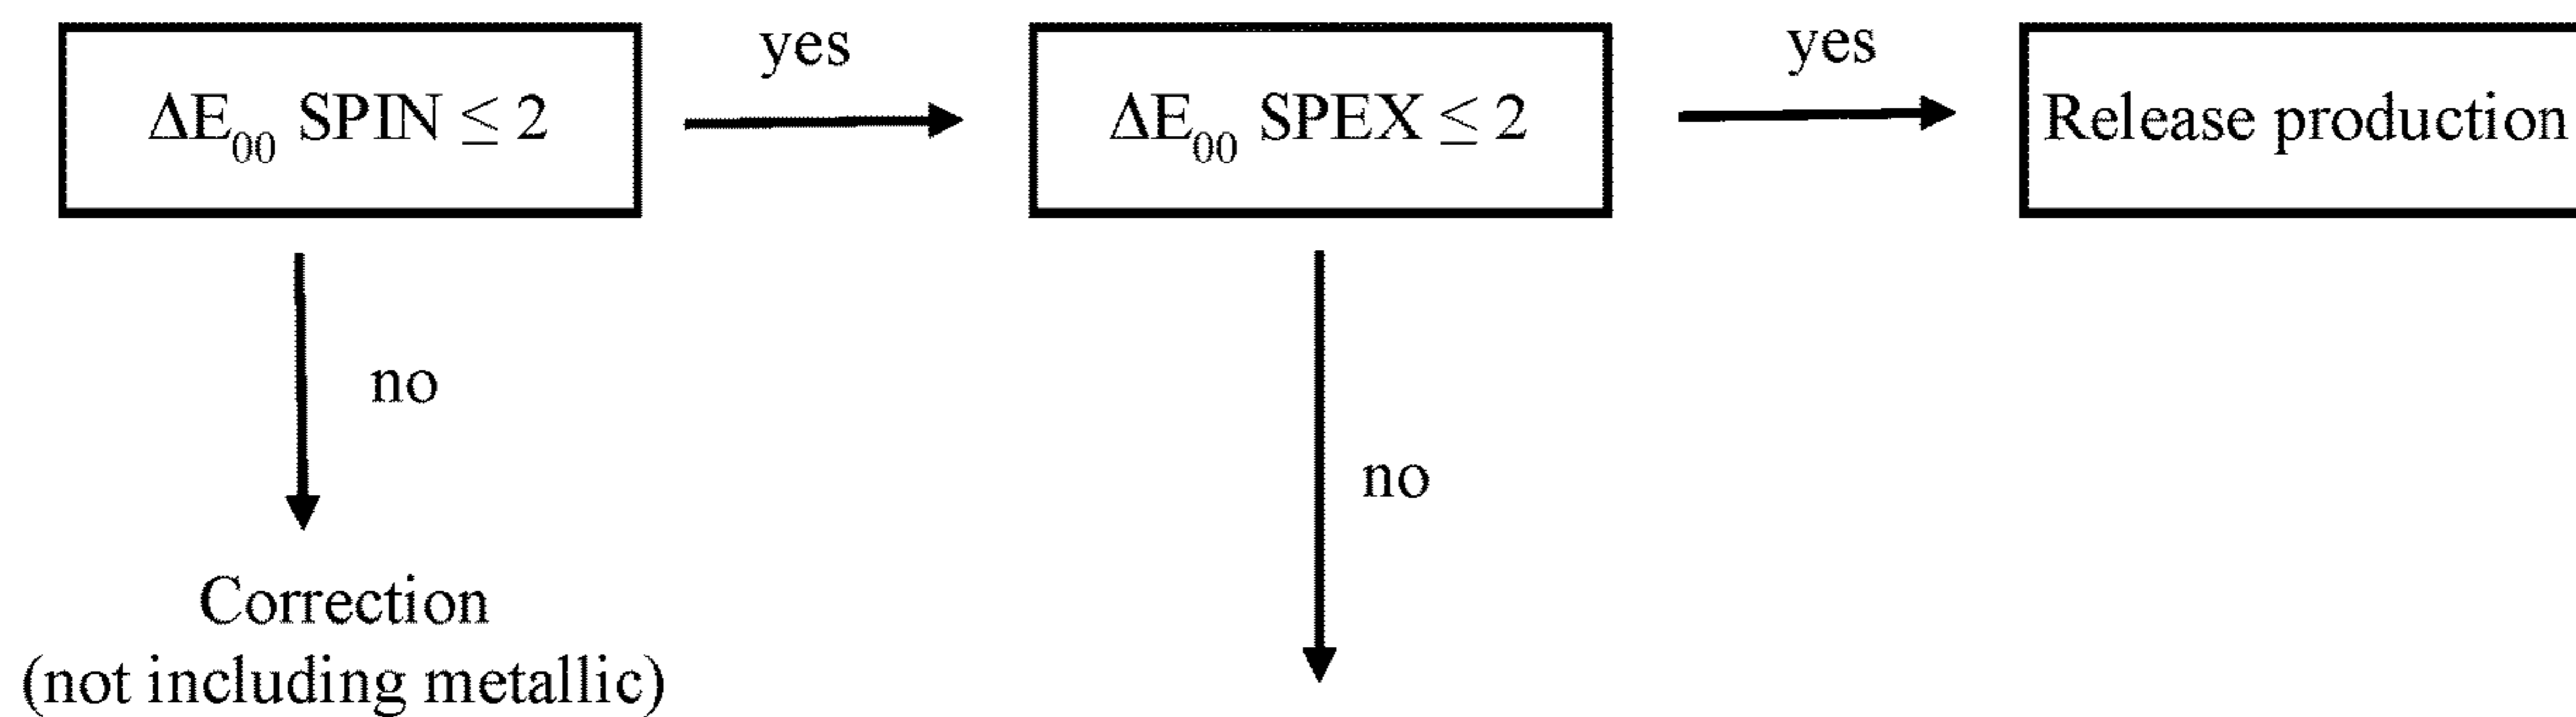 ΔE₀₀ SPIN ≤ 2
yes
ΔE₀₀ SPEX ≤ 2
yes
Release production
no
no
Correction
(not including metallic)